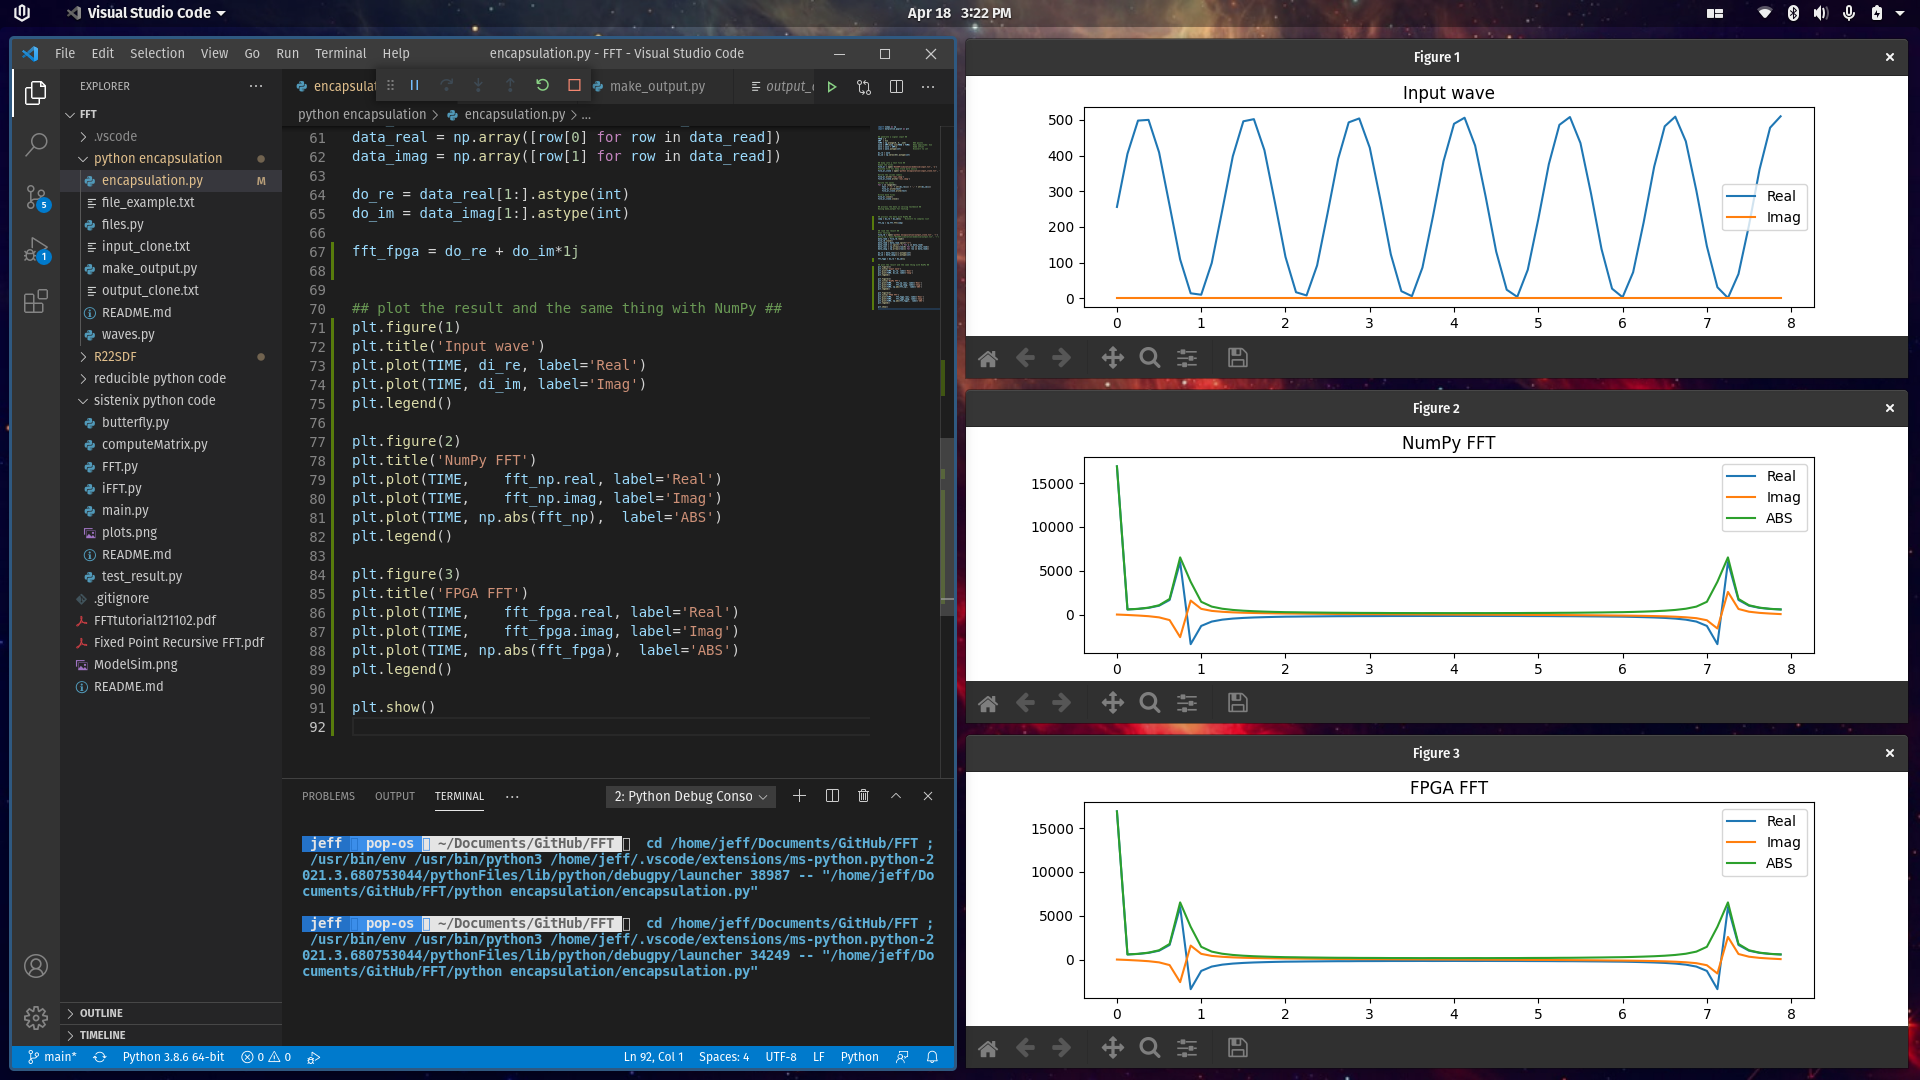 Visual Studio Code
Apr 18 3:22 PM
File Edit Selection View Go Run Terminal Help
encapsulation.py - FFT - Visual Studio Code
EXPLORER
FFT
.vscode
python encapsulation
encapsulation.py M
file_example.txt
files.py
input_clone.txt
make_output.py
output_clone.txt
README.md
waves.py
R22SDF
reducible python code
sistenix python code
butterfly.py
computeMatrix.py
FFT.py
iFFT.py
main.py
plots.png
README.md
test_result.py
.gitignore
FFTtutorial121102.pdf
Fixed Point Recursive FFT.pdf
ModelSim.png
README.md
OUTLINE
TIMELINE
5
1
encapsulat
make_output.py
output_
python encapsulation > encapsulation.py > ...
61 data_real = np.array([row[0] for row in data_read])
62 data_imag = np.array([row[1] for row in data_read])
63
64 do_re = data_real[1:].astype(int)
65 do_im = data_imag[1:].astype(int)
66
67 fft_fpga = do_re + do_im*1j
68
69
70 ## plot the result and the same thing with NumPy ##
71 plt.figure(1)
72 plt.title('Input wave')
73 plt.plot(TIME, di_re, label='Real')
74 plt.plot(TIME, di_im, label='Imag')
75 plt.legend()
76
77 plt.figure(2)
78 plt.title('NumPy FFT')
79 plt.plot(TIME,    fft_np.real, label='Real')
80 plt.plot(TIME,    fft_np.imag, label='Imag')
81 plt.plot(TIME, np.abs(fft_np),  label='ABS')
82 plt.legend()
83
84 plt.figure(3)
85 plt.title('FPGA FFT')
86 plt.plot(TIME,    fft_fpga.real, label='Real')
87 plt.plot(TIME,    fft_fpga.imag, label='Imag')
88 plt.plot(TIME, np.abs(fft_fpga),  label='ABS')
89 plt.legend()
90
91 plt.show()
92
PROBLEMS OUTPUT TERMINAL ...
2: Python Debug Conso
jeff pop-os ~/Documents/GitHub/FFT cd /home/jeff/Documents/GitHub/FFT ;
/usr/bin/env /usr/bin/python3 /home/jeff/.vscode/extensions/ms-python.python-2
021.3.680753044/pythonFiles/lib/python/debugpy/launcher 38987 -- "/home/jeff/Do
cuments/GitHub/FFT/python encapsulation/encapsulation.py"
jeff pop-os ~/Documents/GitHub/FFT cd /home/jeff/Documents/GitHub/FFT ;
/usr/bin/env /usr/bin/python3 /home/jeff/.vscode/extensions/ms-python.python-2
021.3.680753044/pythonFiles/lib/python/debugpy/launcher 34249 -- "/home/jeff/Do
cuments/GitHub/FFT/python encapsulation/encapsulation.py"
main* Python 3.8.6 64-bit 0 0
Ln 92, Col 1 Spaces: 4 UTF-8 LF Python
Figure 1
Input wave
500
400
300
200
100
0
0 1 2 3 4 5 6 7 8
Real
Imag
Figure 2
NumPy FFT
15000
10000
5000
0
0 1 2 3 4 5 6 7 8
Real
Imag
ABS
Figure 3
FPGA FFT
15000
10000
5000
0
0 1 2 3 4 5 6 7 8
Real
Imag
ABS